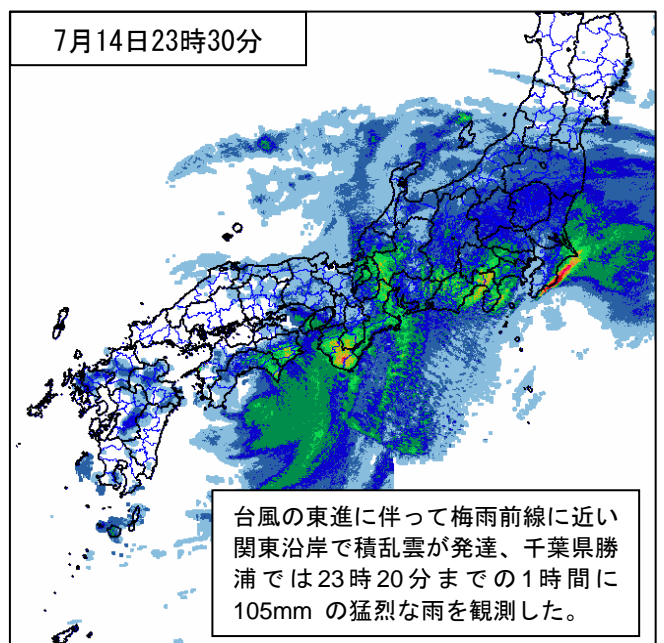 7月14日23時30分
台風の東進に伴って梅雨前線に近い
関東沿岸で積乱雲が発達、千葉県勝
浦では23時20分までの1時間に
105mm の猛烈な雨を観測した。